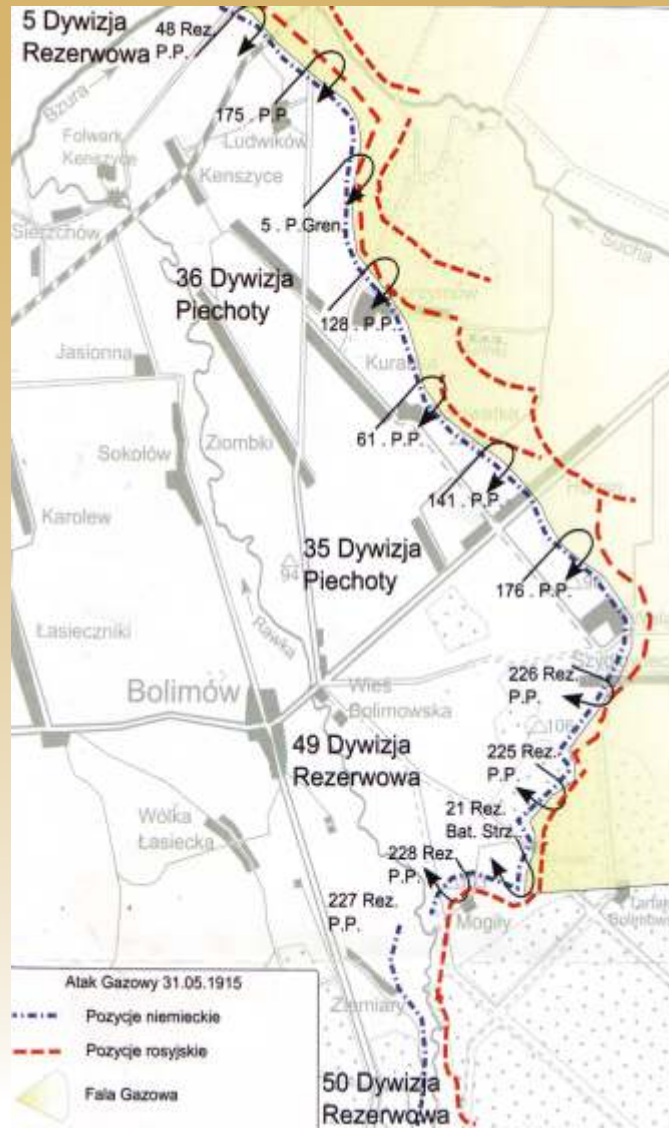 5 Dywizja
Rezerwowa
48 Rez.
P.P.
Bzura
175 . P.P.
Folwark
Kenszyce
Ludwików
Kenszyce
Sierzchów
5 . P.Gren.
Sucha
36 Dywizja
Piechoty
128 . P.P.
Jasionna
61 . P.P.
Sokołów
Ziombki
141 . P.P.
Karolew
35 Dywizja
Piechoty
94
176 . P.P.
Łasieczniki
Rawka
226 Rez.
P.P.
Bolimów
Wieś
Bolimowska
106
49 Dywizja
Rezerwowa
225 Rez.
P.P.
21 Rez.
Bat. Strz.
Wólka
Łasiecka
228 Rez.
P.P.
227 Rez.
P.P.
Mogiły
Ziemiary
50 Dywizja
Rezerwowa
Atak Gazowy 31.05.1915
Pozycje niemieckie
Pozycje rosyjskie
Fala Gazowa